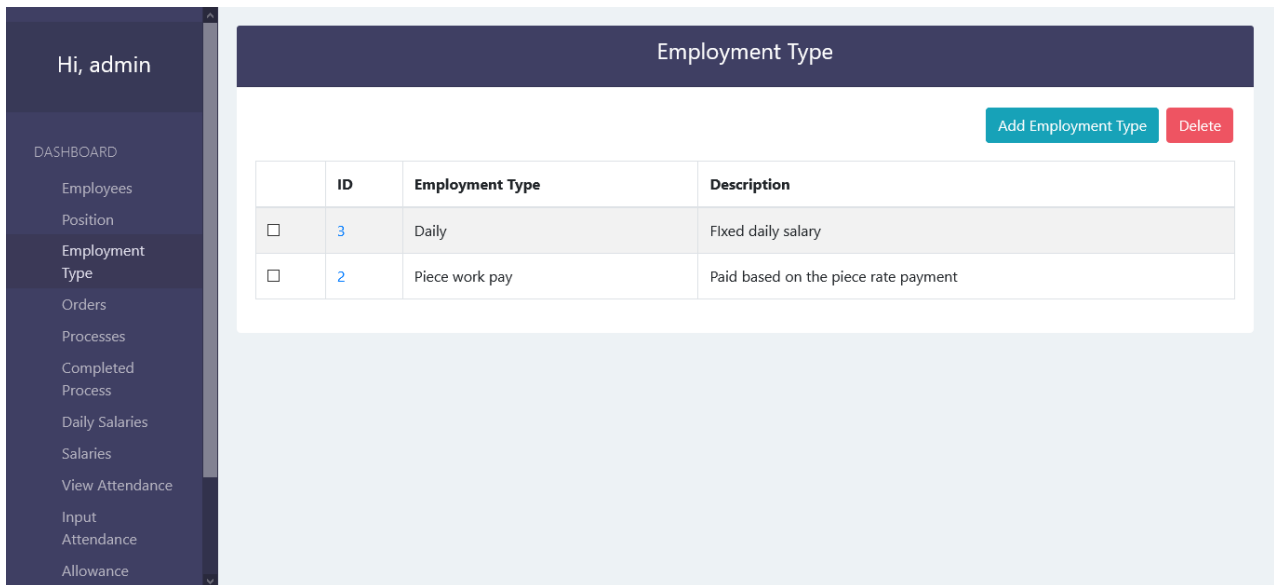 Hi, admin
DASHBOARD
Employees
Position
Employment
Type
Orders
Processes
Completed
Process
Daily Salaries
Salaries
View Attendance
Input
Attendance
Allowance
Employment Type
Add Employment Type Delete
ID Employment Type Description
3 Daily FIxed daily salary
2 Piece work pay Paid based on the piece rate payment